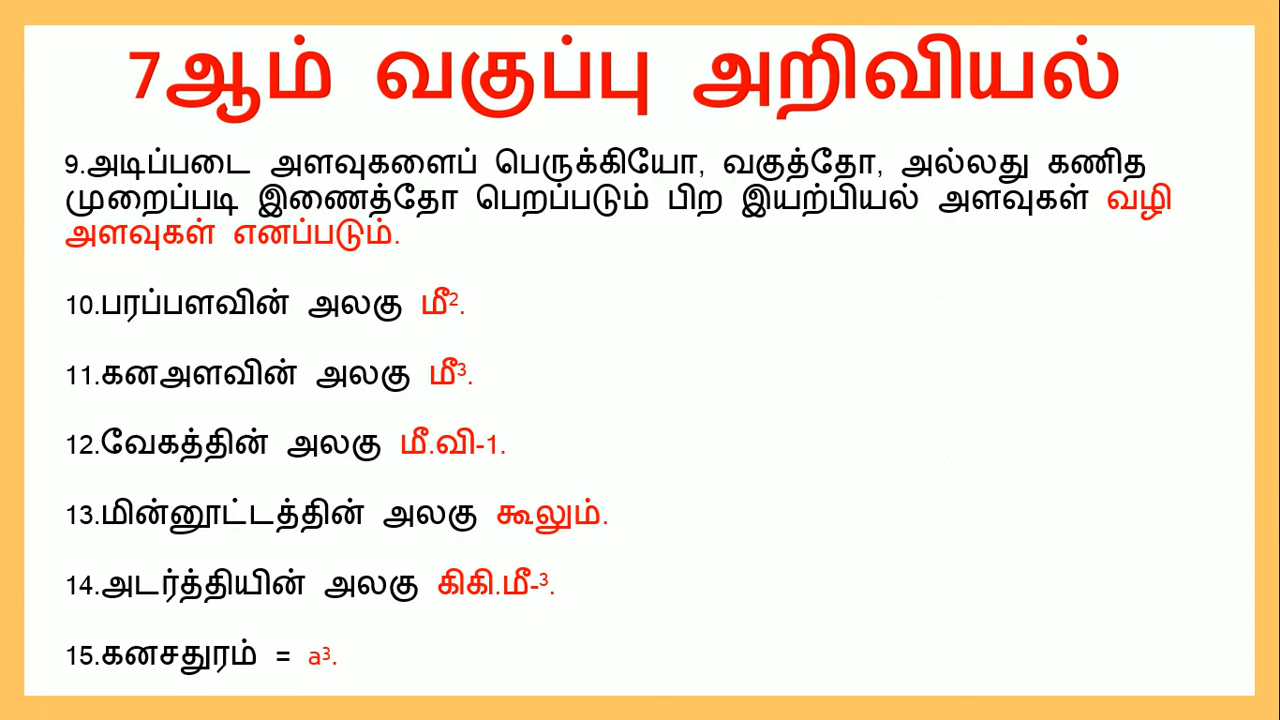 7ஆம் வகுப்பு அறிவியல்
9.அடிப்படை அளவுகளைப் பெருக்கியோ, வகுத்தோ, அல்லது கணித
முறைப்படி இணைத்தோ பெறப்படும் பிற இயற்பியல் அளவுகள் வழி
அளவுகள் எனப்படும்.
10.பரப்பளவின் அலகு மீ².
11.கனஅளவின் அலகு மீ³.
12.வேகத்தின் அலகு மீ.வி-1.
13.மின்னூட்டத்தின் அலகு கூலும்.
14.அடர்த்தியின் அலகு கிகி.மீ-³.
15.கனசதுரம் = a³.